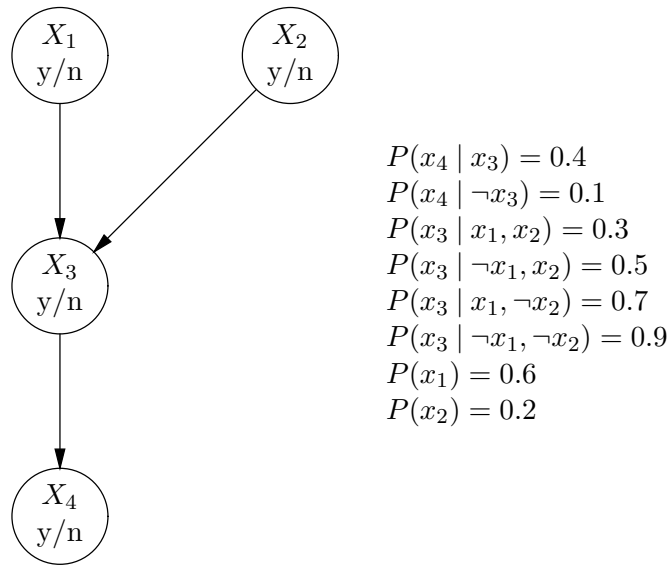 X₁
y/n
X₂
y/n
P(x₄ | x₃) = 0.4
P(x₄ | ¬x₃) = 0.1
P(x₃ | x₁, x₂) = 0.3
P(x₃ | ¬x₁, x₂) = 0.5
P(x₃ | x₁, ¬x₂) = 0.7
P(x₃ | ¬x₁, ¬x₂) = 0.9
P(x₁) = 0.6
P(x₂) = 0.2
X₃
y/n
X₄
y/n